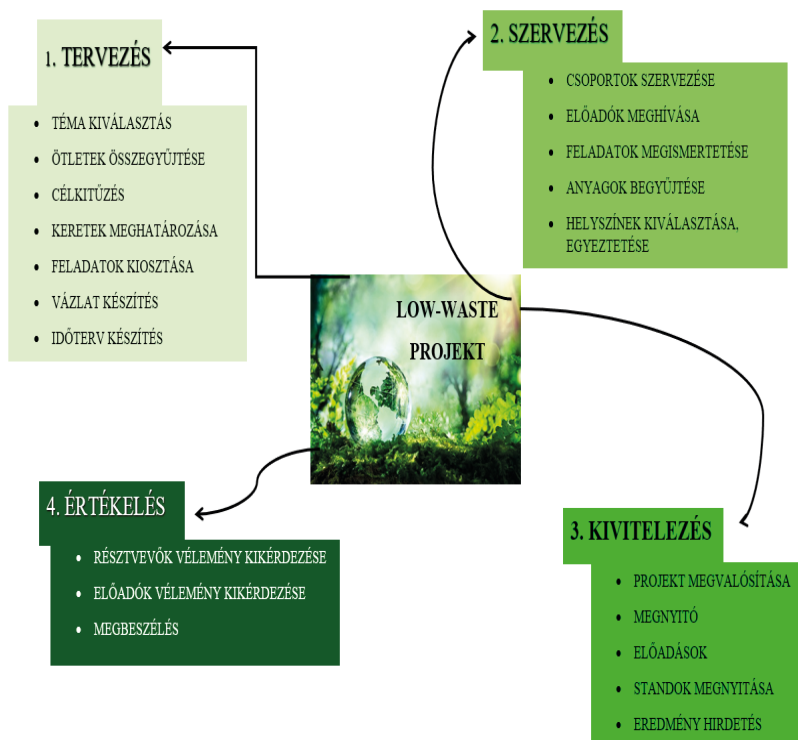 1. TERVEZÉS
TÉMA KIVÁLASZTÁS
ÖTLETEK ÖSSZEGYŰJTÉSE
CÉLKITŰZÉS
KERETEK MEGHATÁROZÁSA
FELADATOK KIOSZTÁSA
VÁZLAT KÉSZÍTÉS
IDŐTERV KÉSZÍTÉS
2. SZERVEZÉS
CSOPORTOK SZERVEZÉSE
ELŐADÓK MEGHÍVÁSA
FELADATOK MEGISMERTETÉSE
ANYAGOK BEGYŰJTÉSE
HELYSZÍNEK KIVÁLASZTÁSA,
EGYEZTETÉSE
LOW-WASTE
PROJEKT
3. KIVITELEZÉS
PROJEKT MEGVALÓSÍTÁSA
MEGNYITÓ
ELŐADÁSOK
STANDOK MEGNYITÁSA
EREDMÉNY HIRDETÉS
4. ÉRTÉKELÉS
RÉSZTVEVŐK VÉLEMÉNY KIKÉRDEZÉSE
ELŐADÓK VÉLEMÉNY KIKÉRDEZÉSE
MEGBESZÉLÉS